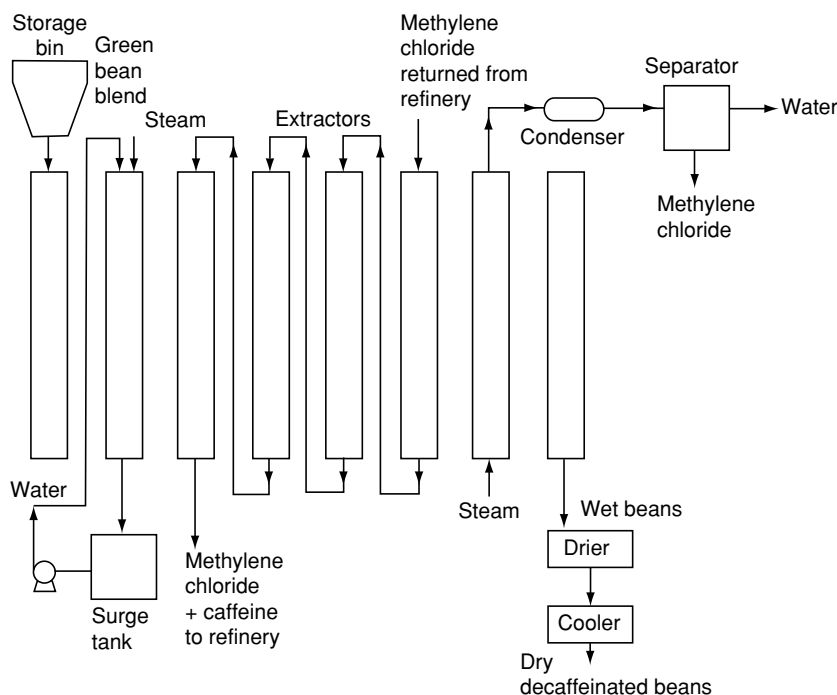 Storage
bin
Green
bean
blend
Steam
Extractors
Methylene
chloride
returned from
refinery
Condenser
Separator
Water
Methylene
chloride
Water
Surge
tank
Methylene
chloride
+ caffeine
to refinery
Steam
Wet beans
Drier
Cooler
Dry
decaffeinated beans